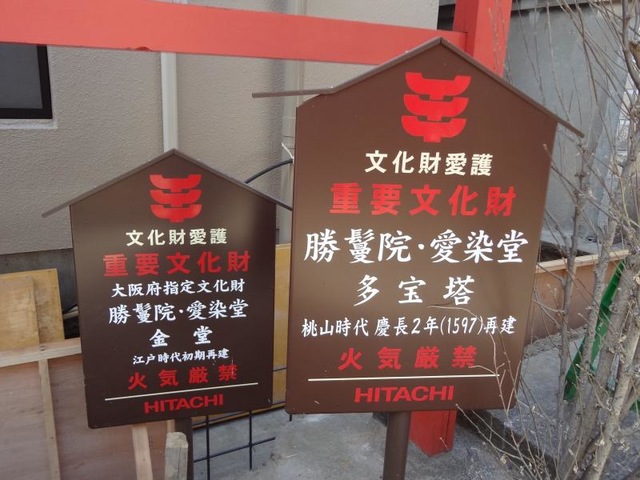 文化財愛護
重要文化財
大阪府指定文化財
勝鬘院・愛染堂
金堂
江戸時代初期再建
火気厳禁
HITACHI
文化財愛護
重要文化財
勝鬘院・愛染堂
多宝塔
桃山時代 慶長2年(1597)再建
火気厳禁
HITACHI